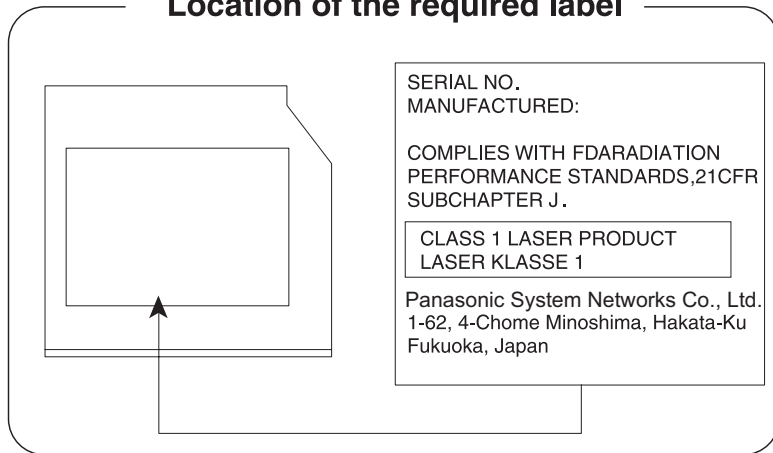 Location of the required label
SERIAL NO.
MANUFACTURED:
COMPLIES WITH FDARADIATION
PERFORMANCE STANDARDS,21CFR
SUBCHAPTER J.
CLASS 1 LASER PRODUCT
LASER KLASSE 1
Panasonic System Networks Co., Ltd.
1-62, 4-Chome Minoshima, Hakata-Ku
Fukuoka, Japan